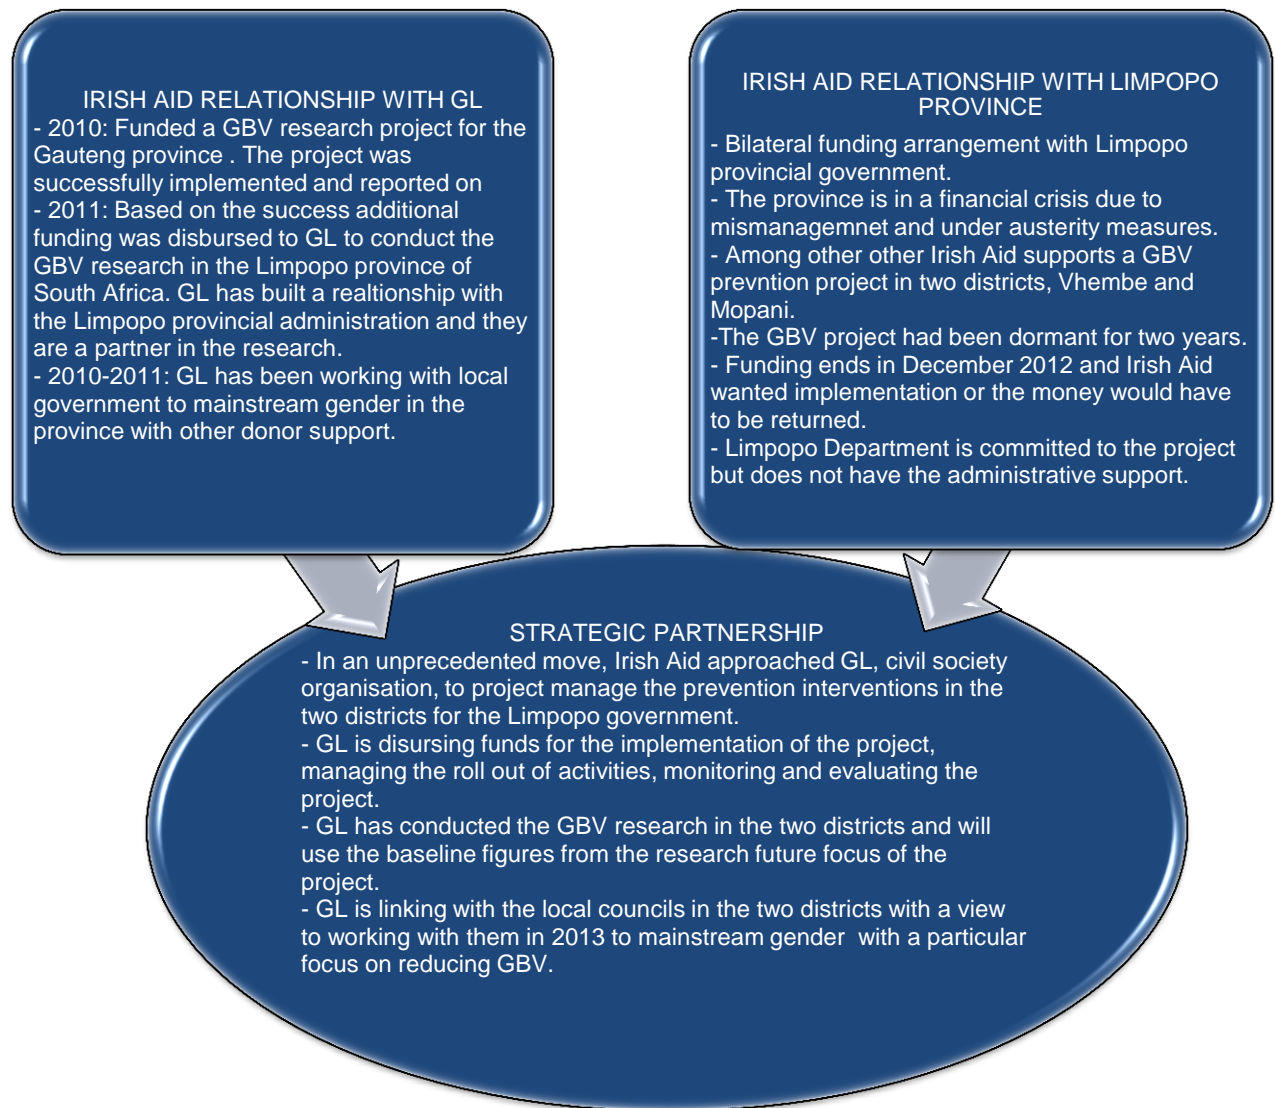 IRISH AID RELATIONSHIP WITH GL
- 2010: Funded a GBV research project for the
Gauteng province . The project was
successfully implemented and reported on
- 2011: Based on the success additional
funding was disbursed to GL to conduct the
GBV research in the Limpopo province of
South Africa. GL has built a realtionship with
the Limpopo provincial administration and they
are a partner in the research.
- 2010-2011: GL has been working with local
government to mainstream gender in the
province with other donor support.
IRISH AID RELATIONSHIP WITH LIMPOPO
PROVINCE
- Bilateral funding arrangement with Limpopo
provincial government.
- The province is in a financial crisis due to
mismanagemnet and under austerity measures.
- Among other other Irish Aid supports a GBV
prevntion project in two districts, Vhembe and
Mopani.
-The GBV project had been dormant for two years.
- Funding ends in December 2012 and Irish Aid
wanted implementation or the money would have
to be returned.
- Limpopo Department is committed to the project
but does not have the administrative support.
STRATEGIC PARTNERSHIP
- In an unprecedented move, Irish Aid approached GL, civil society
organisation, to project manage the prevention interventions in the
two districts for the Limpopo government.
- GL is disursing funds for the implementation of the project,
managing the roll out of activities, monitoring and evaluating the
project.
- GL has conducted the GBV research in the two districts and will
use the baseline figures from the research future focus of the
project.
- GL is linking with the local councils in the two districts with a view
to working with them in 2013 to mainstream gender  with a particular
focus on reducing GBV.